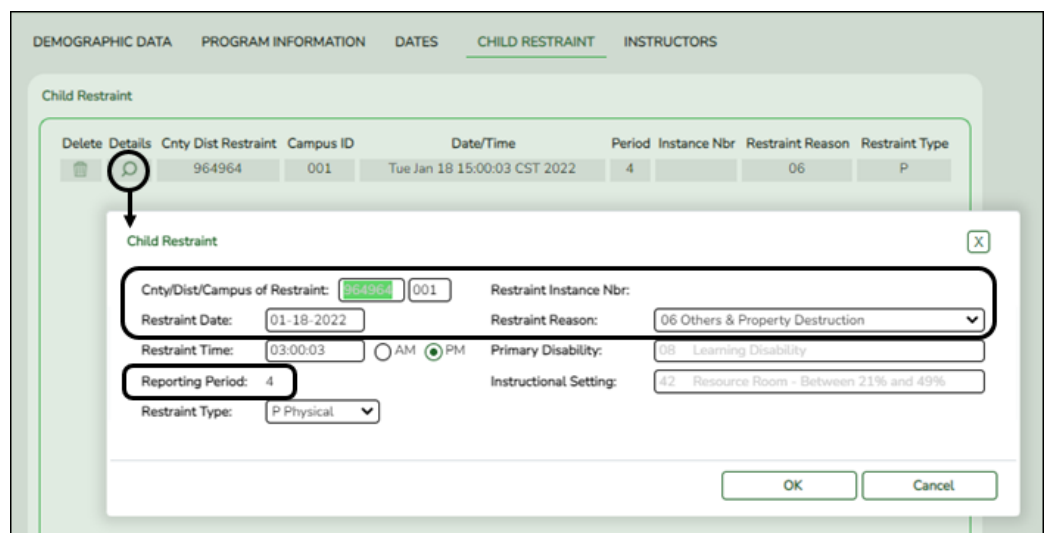 DEMOGRAPHIC DATA PROGRAM INFORMATION DATES CHILD RESTRAINT INSTRUCTORS
Child Restraint
Delete Details Cnty Dist Restraint Campus ID Date/Time Period Instance Nbr Restraint Reason Restraint Type
964964 001 Tue Jan 18 15:00:03 CST 2022 4 06 P
Child Restraint X
Cnty/Dist/Campus of Restraint: 964964 001 Restraint Instance Nbr:
Restraint Date: 01-18-2022 Restraint Reason: 06 Others & Property Destruction
Restraint Time: 03:00:03 AM PM Primary Disability: 08 Learning Disability
Reporting Period: 4 Instructional Setting: 42 Resource Room - Between 21% and 49%
Restraint Type: P Physical
OK Cancel